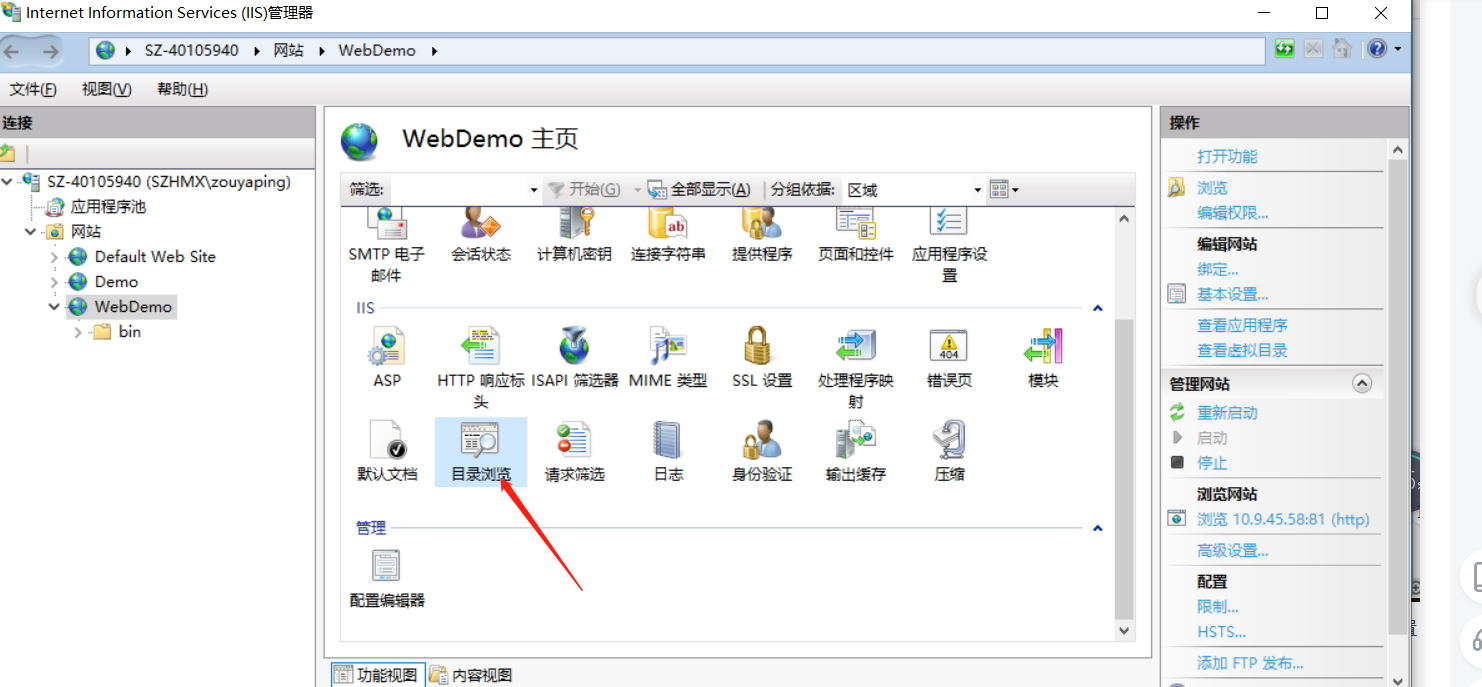 Internet Information Services (IIS)管理器
SZ-40105940 网站 WebDemo
文件(F) 视图(V) 帮助(H)
连接
SZ-40105940 (SZHMX\zouyaping)
应用程序池
网站
Default Web Site
Demo
WebDemo
bin
WebDemo 主页
筛选: 开始(G) 全部显示(A) 分组依据: 区域
SMTP 电子邮件
会话状态
计算机密钥
连接字符串
提供程序
页面和控件
应用程序设置
IIS
ASP
HTTP 响应标头
ISAPI 筛选器
MIME 类型
SSL 设置
处理程序映射
错误页
模块
默认文档
目录浏览
请求筛选
日志
身份验证
输出缓存
压缩
管理
配置编辑器
功能视图 内容视图
操作
打开功能
浏览
编辑权限...
编辑网站
绑定...
基本设置...
查看应用程序
查看虚拟目录
管理网站
重新启动
启动
停止
浏览网站
浏览 10.9.45.58:81 (http)
高级设置...
配置
限制...
HSTS...
添加 FTP 发布...